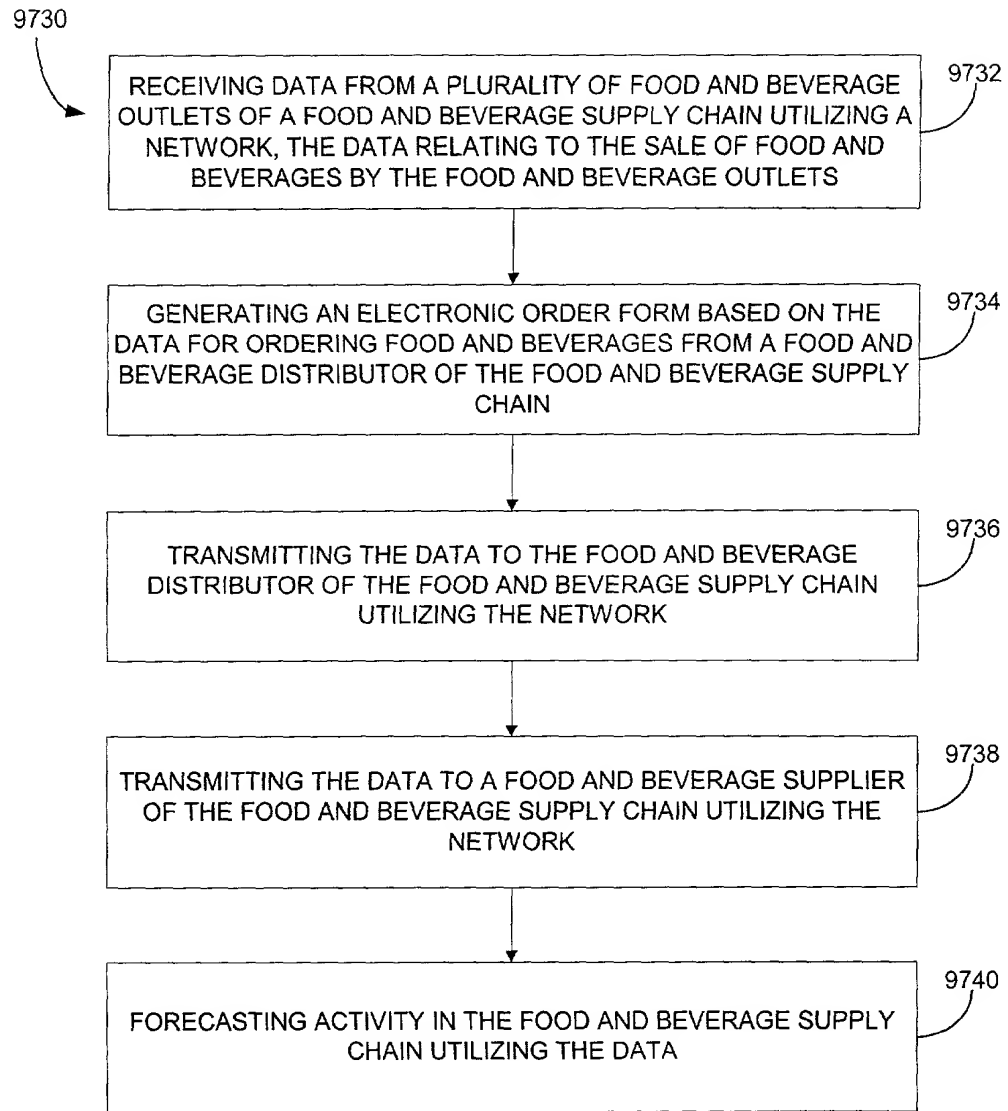 9730
RECEIVING DATA FROM A PLURALITY OF FOOD AND BEVERAGE
OUTLETS OF A FOOD AND BEVERAGE SUPPLY CHAIN UTILIZING A
NETWORK, THE DATA RELATING TO THE SALE OF FOOD AND
BEVERAGES BY THE FOOD AND BEVERAGE OUTLETS
9732
GENERATING AN ELECTRONIC ORDER FORM BASED ON THE
DATA FOR ORDERING FOOD AND BEVERAGES FROM A FOOD AND
BEVERAGE DISTRIBUTOR OF THE FOOD AND BEVERAGE SUPPLY
CHAIN
9734
TRANSMITTING THE DATA TO THE FOOD AND BEVERAGE
DISTRIBUTOR OF THE FOOD AND BEVERAGE SUPPLY CHAIN
UTILIZING THE NETWORK
9736
TRANSMITTING THE DATA TO A FOOD AND BEVERAGE SUPPLIER
OF THE FOOD AND BEVERAGE SUPPLY CHAIN UTILIZING THE
NETWORK
9738
FORECASTING ACTIVITY IN THE FOOD AND BEVERAGE SUPPLY
CHAIN UTILIZING THE DATA
9740